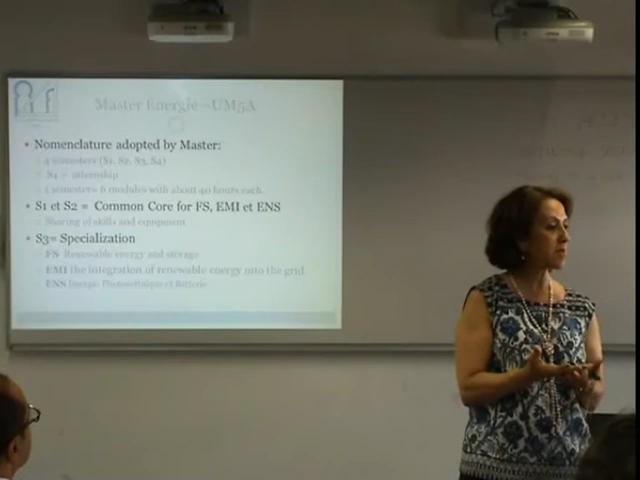 Master Energie –UM5A
• Nomenclature adopted by Master:
4 semesters (S1, S2, S3, S4)
S4 = internship
1 semester= 6 modules with about 40 hours each.
• S1 et S2 = Common Core for FS, EMI et ENS
Sharing of skills and equipment
• S3= Specialization
FS Renewable energy and storage
EMI the integration of renewable energy into the grid
ENS Energie Photovoltaïque et Batterie